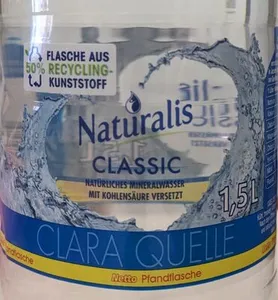 FLASCHE AUS
50% RECYCLING-
KUNSTSTOFF
Naturalis
CLASSIC
NATÜRLICHES MINERALWASSER
MIT KOHLENSÄURE VERSETZT
1,5L
CLARA QUELLE
Netto Pfandflasche